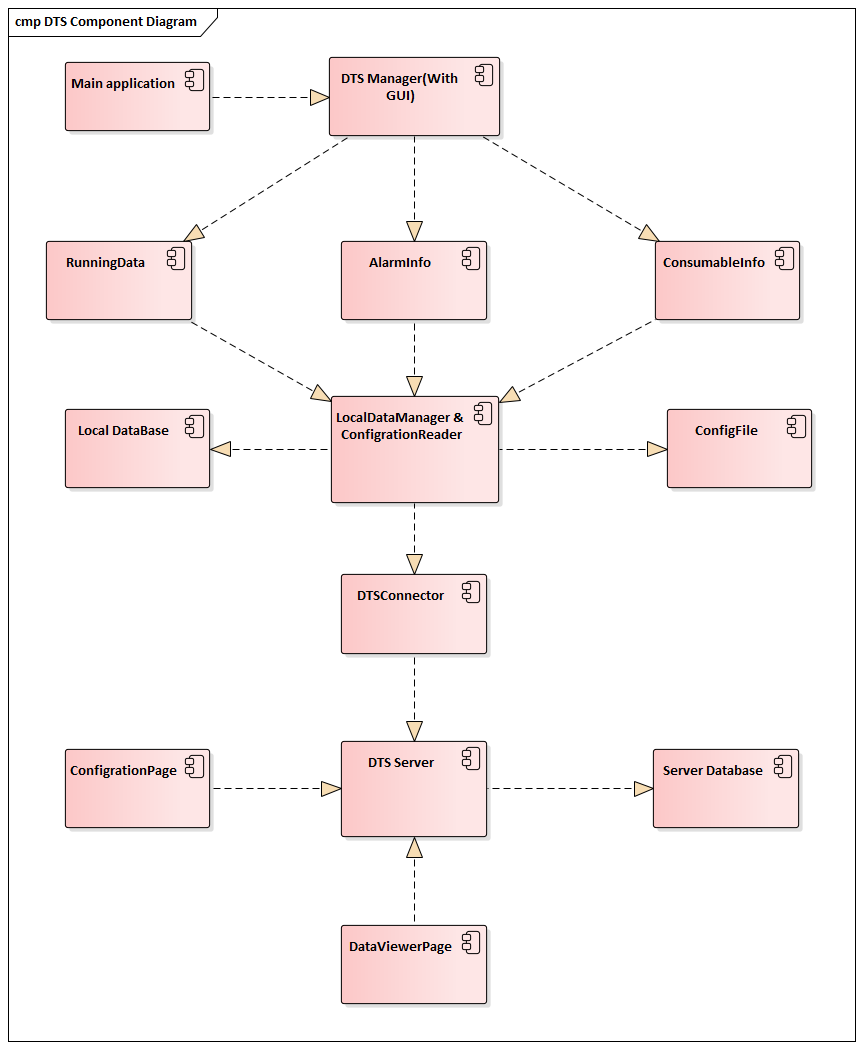 cmp DTS Component Diagram
Main application
DTS Manager(With
GUI)
RunningData
AlarmInfo
ConsumableInfo
Local DataBase
LocalDataManager &
ConfigrationReader
ConfigFile
DTSConnector
ConfigrationPage
DTS Server
Server Database
DataViewerPage